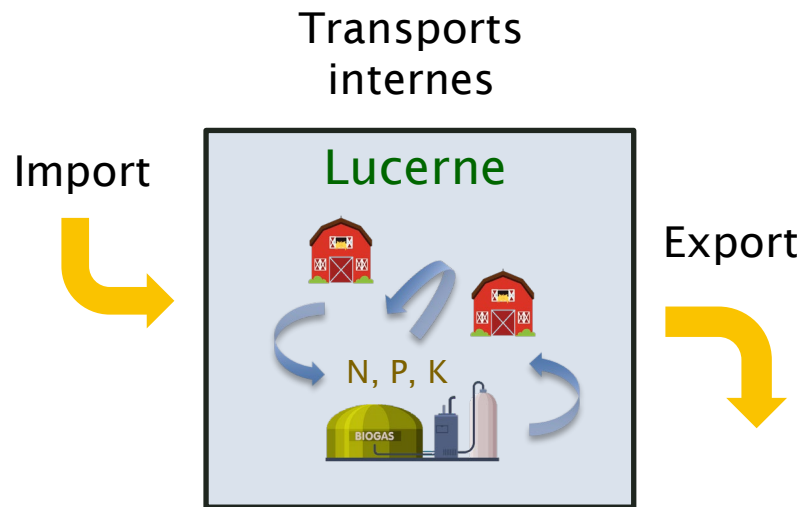 Transports
internes
Import
Lucerne
Export
N, P, K
BIOGAS